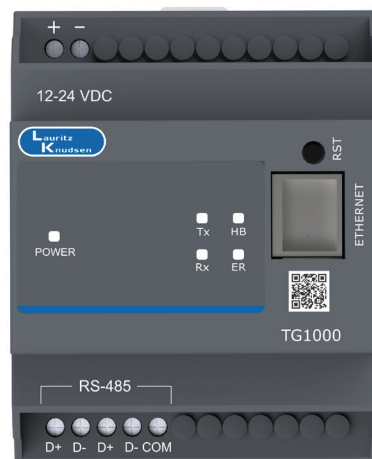 + −
12-24 VDC
Lauritz
Knudsen
RST
ETHERNET
Tx HB
POWER
Rx ER
TG1000
RS-485
D+ D- D+ D- COM